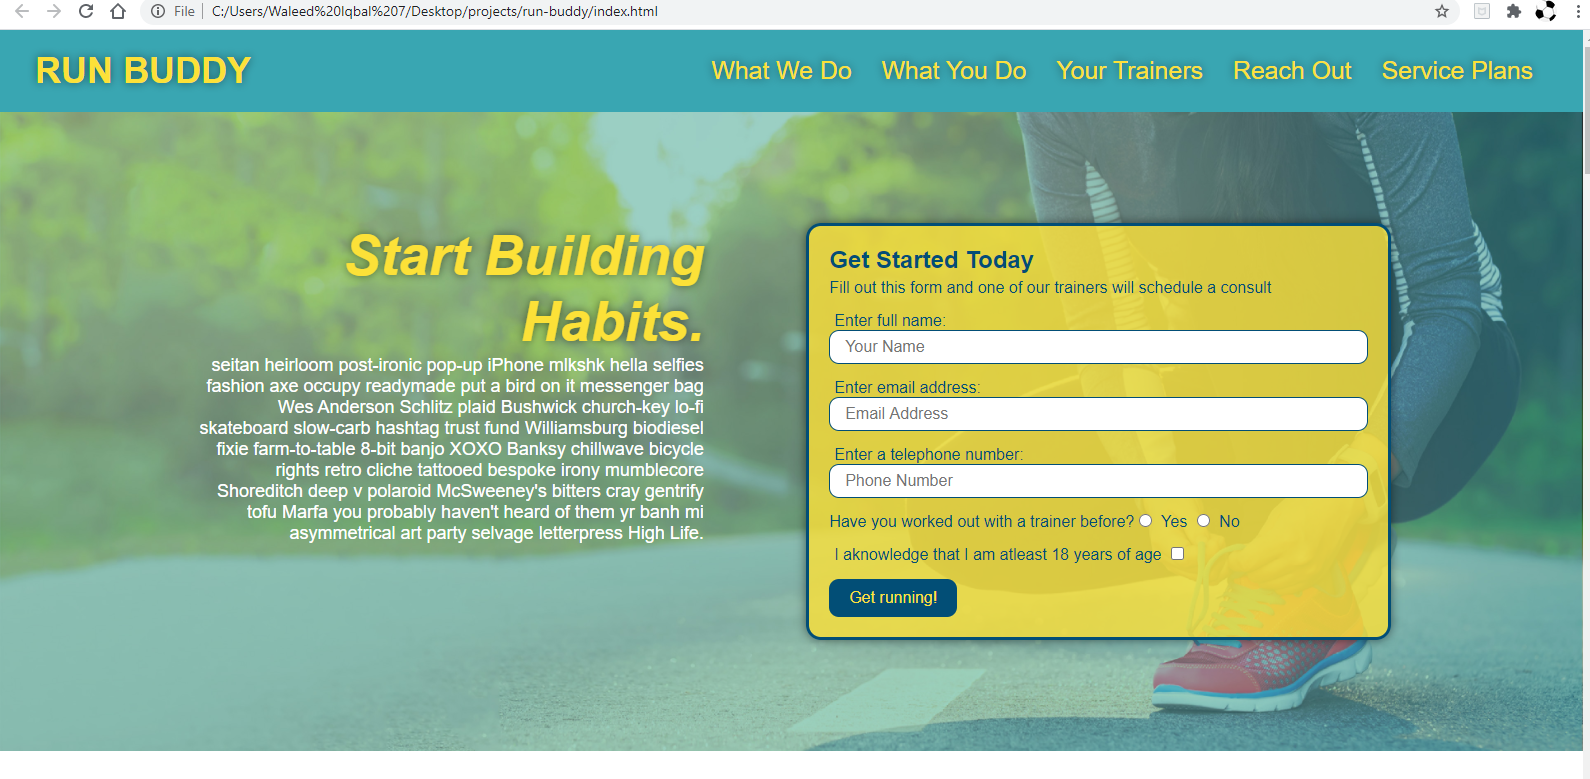 File C:/Users/Waleed%20Iqbal%207/Desktop/projects/run-buddy/index.html
RUN BUDDY
What We Do What You Do Your Trainers Reach Out Service Plans
Start Building
Habits.
seitan heirloom post-ironic pop-up iPhone mlkshk hella selfies
fashion axe occupy readymade put a bird on it messenger bag
Wes Anderson Schlitz plaid Bushwick church-key lo-fi
skateboard slow-carb hashtag trust fund Williamsburg biodiesel
fixie farm-to-table 8-bit banjo XOXO Banksy chillwave bicycle
rights retro cliche tattooed bespoke irony mumblecore
Shoreditch deep v polaroid McSweeney's bitters cray gentrify
tofu Marfa you probably haven't heard of them yr banh mi
asymmetrical art party selvage letterpress High Life.
Get Started Today
Fill out this form and one of our trainers will schedule a consult
Enter full name:
Your Name
Enter email address:
Email Address
Enter a telephone number:
Phone Number
Have you worked out with a trainer before? Yes No
I aknowledge that I am atleast 18 years of age
Get running!